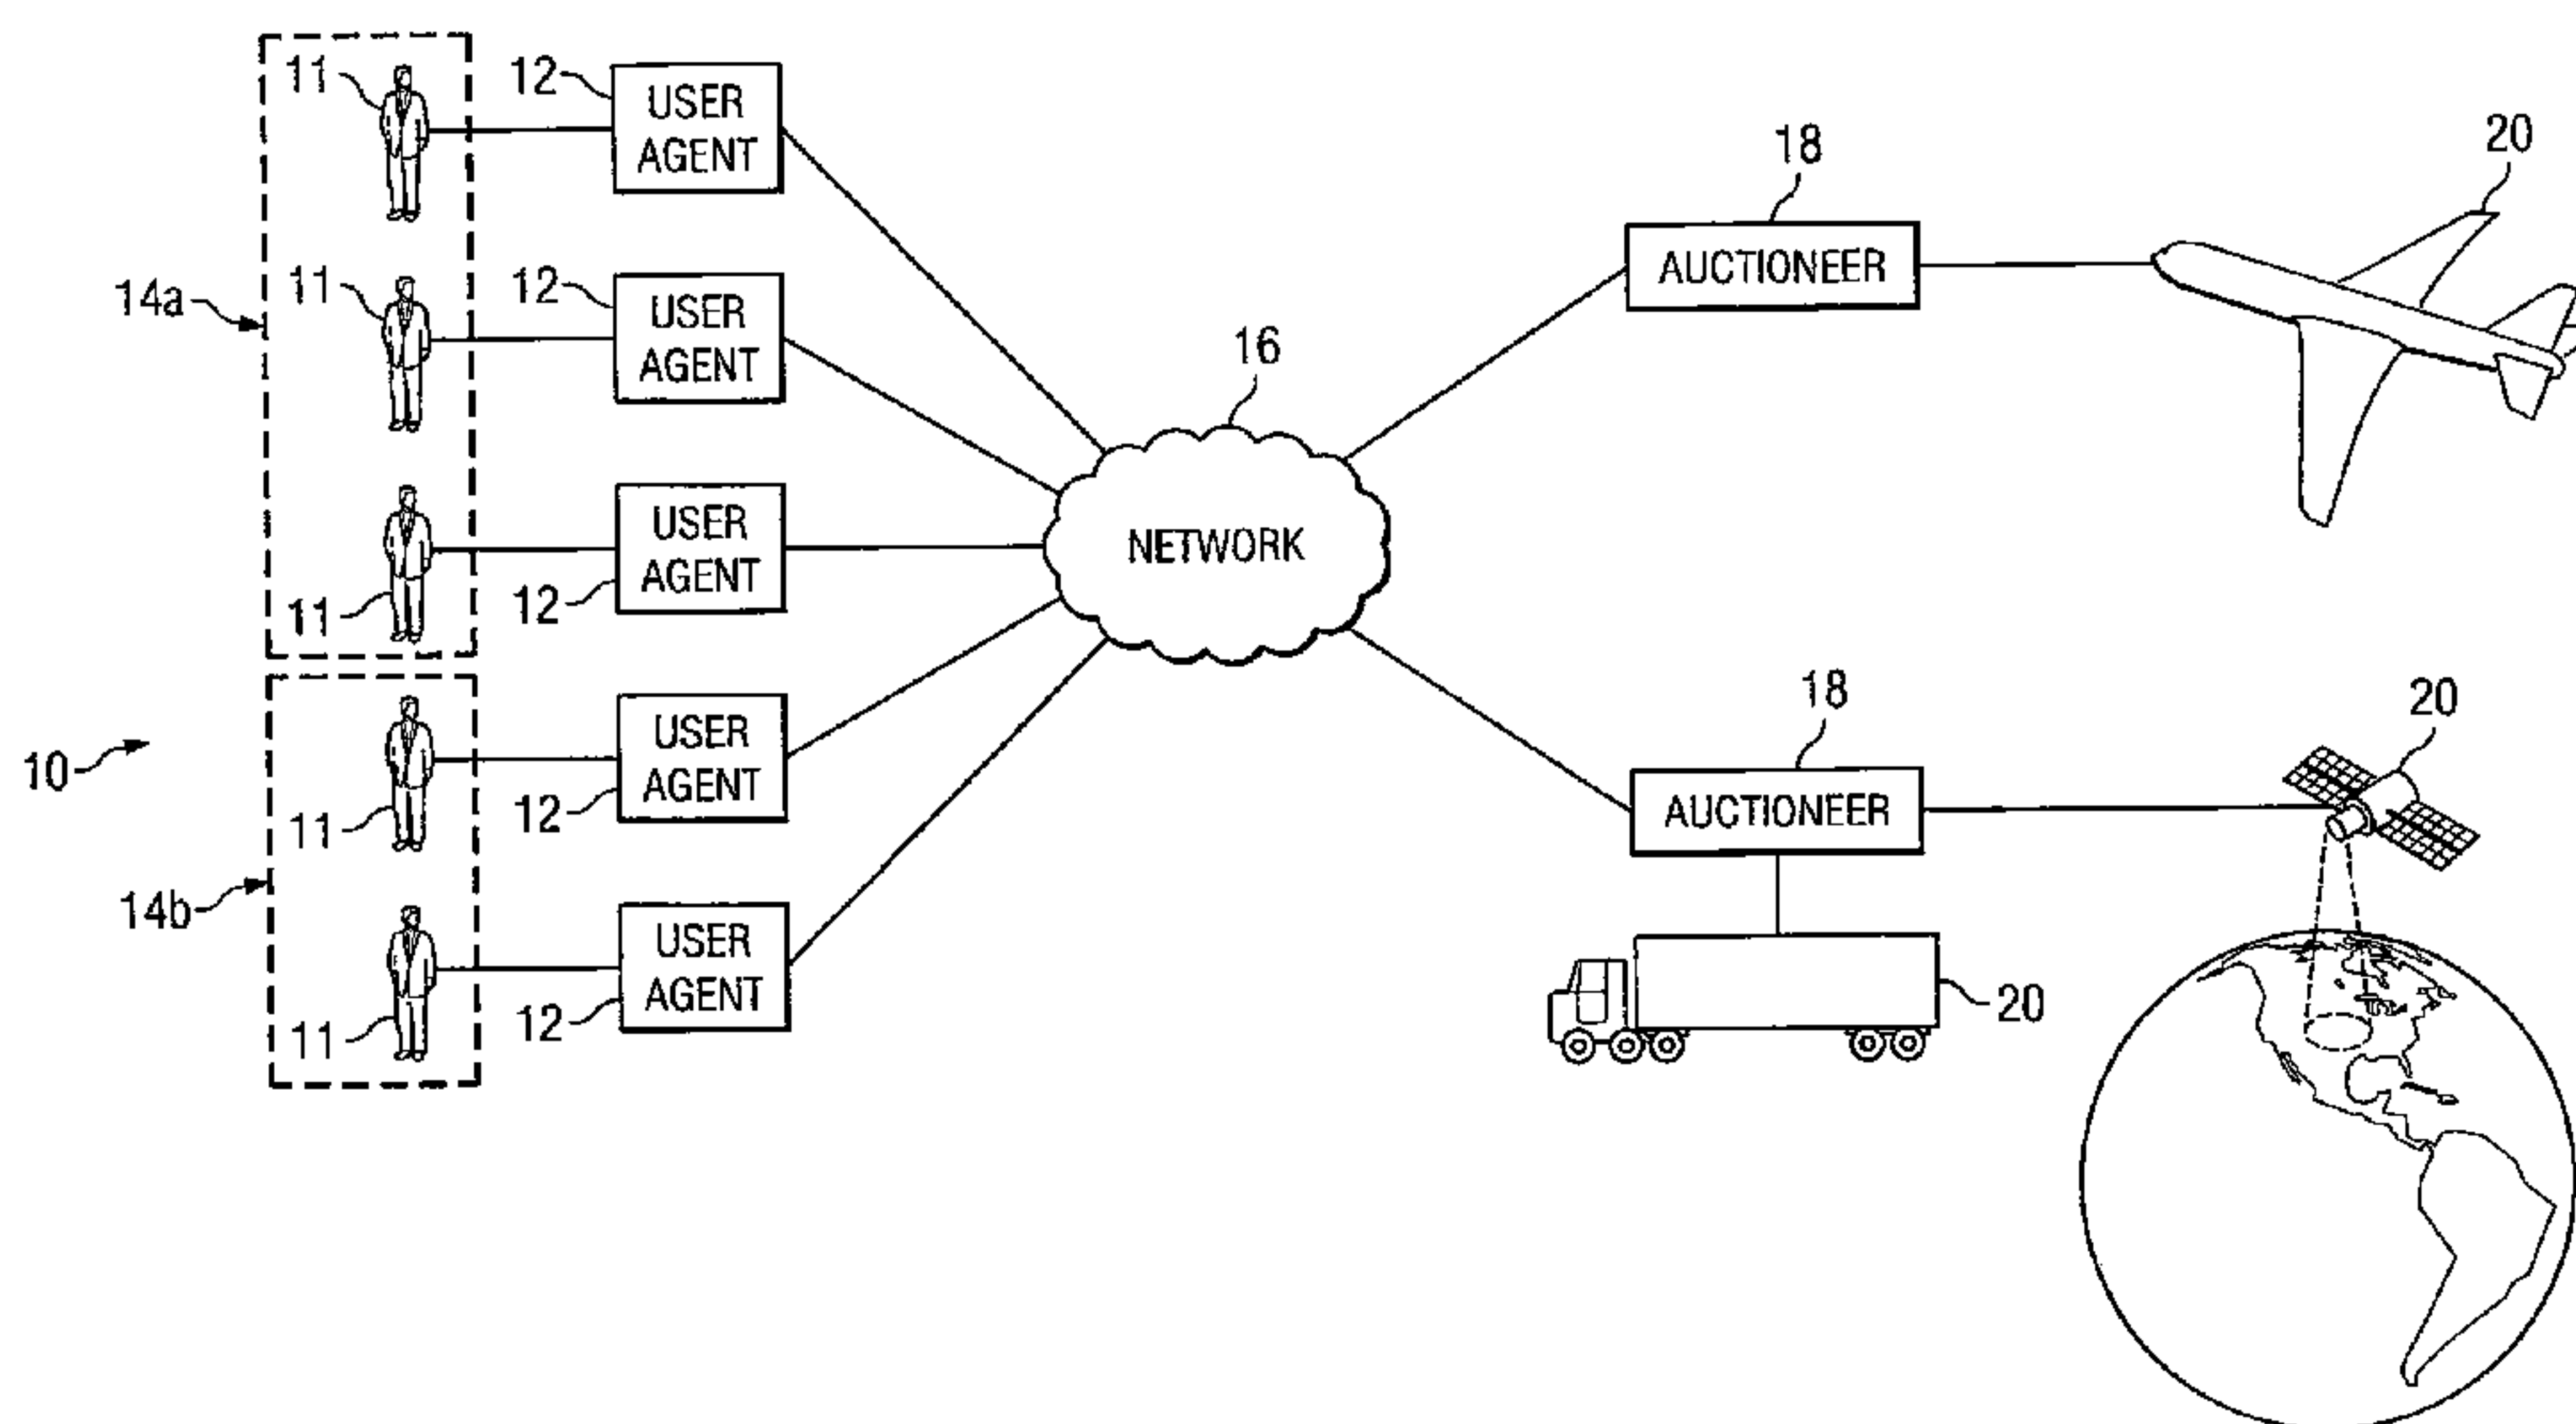 11
12
USER
AGENT
14a
11
12
USER
AGENT
11
12
USER
AGENT
10
11
12
USER
AGENT
14b
11
12
USER
AGENT
16
NETWORK
18
AUCTIONEER
20
18
AUCTIONEER
20
20